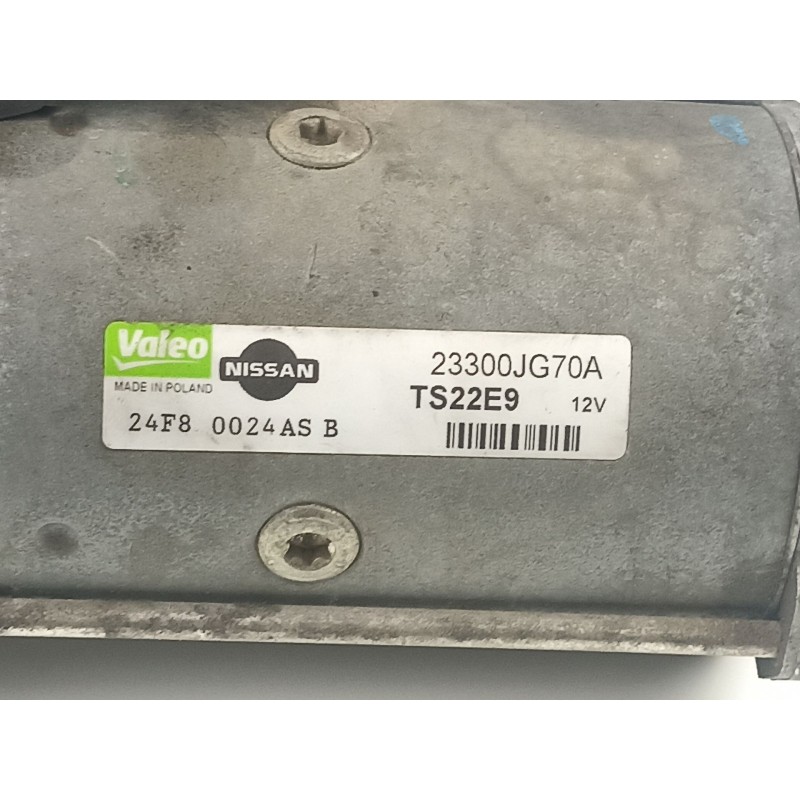 Valeo
MADE IN POLAND
NISSAN
23300JG70A
TS22E9 12V
24F8 0024AS B